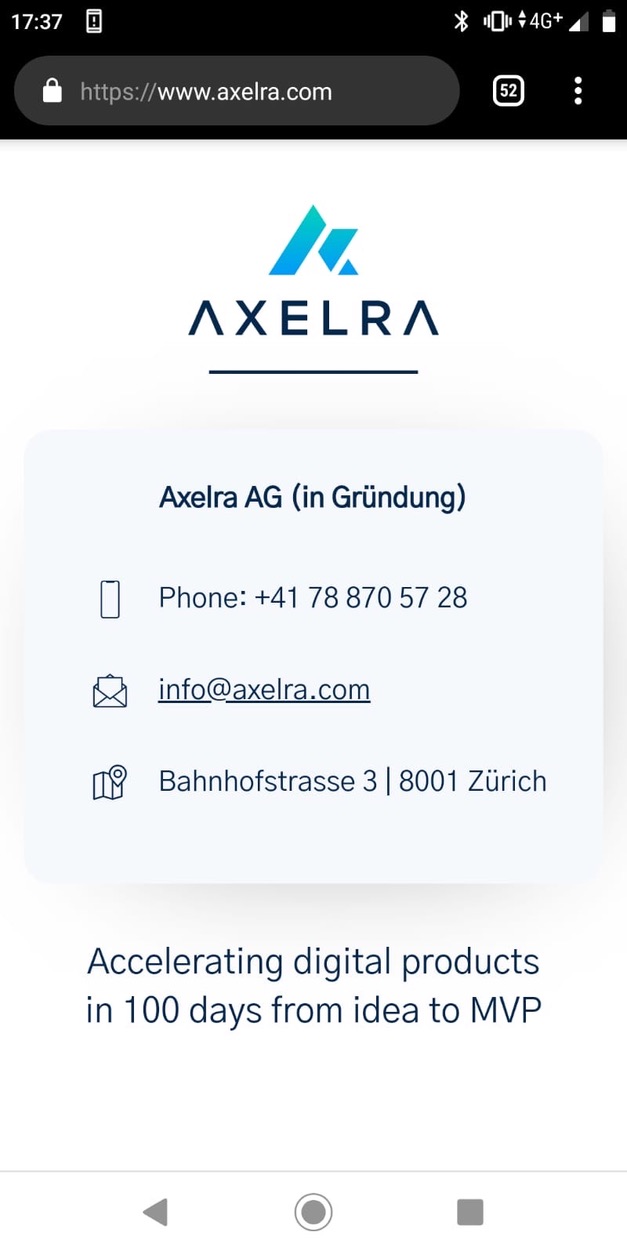 17:37
4G+
https://www.axelra.com
52
AXELRA
Axelra AG (in Gründung)
Phone: +41 78 870 57 28
info@axelra.com
Bahnhofstrasse 3 | 8001 Zürich
Accelerating digital products
in 100 days from idea to MVP